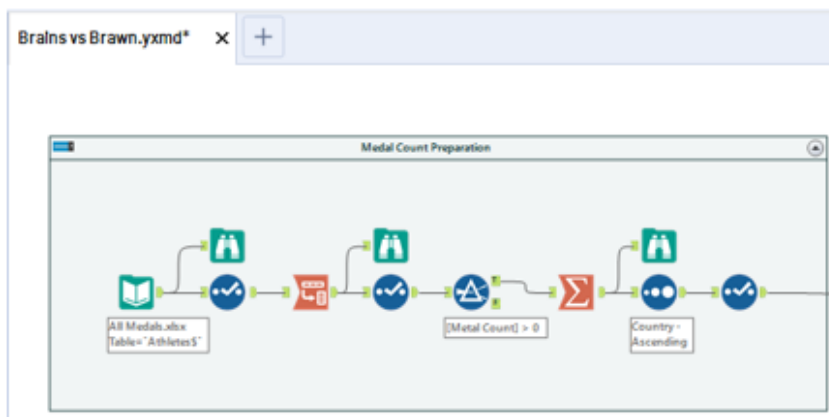 Brains vs Brawn.yxmd*
Medal Count Preparation
All Medals.xlsx
Table=`Athletes$`
[Metal Count] > 0
Country -
Ascending